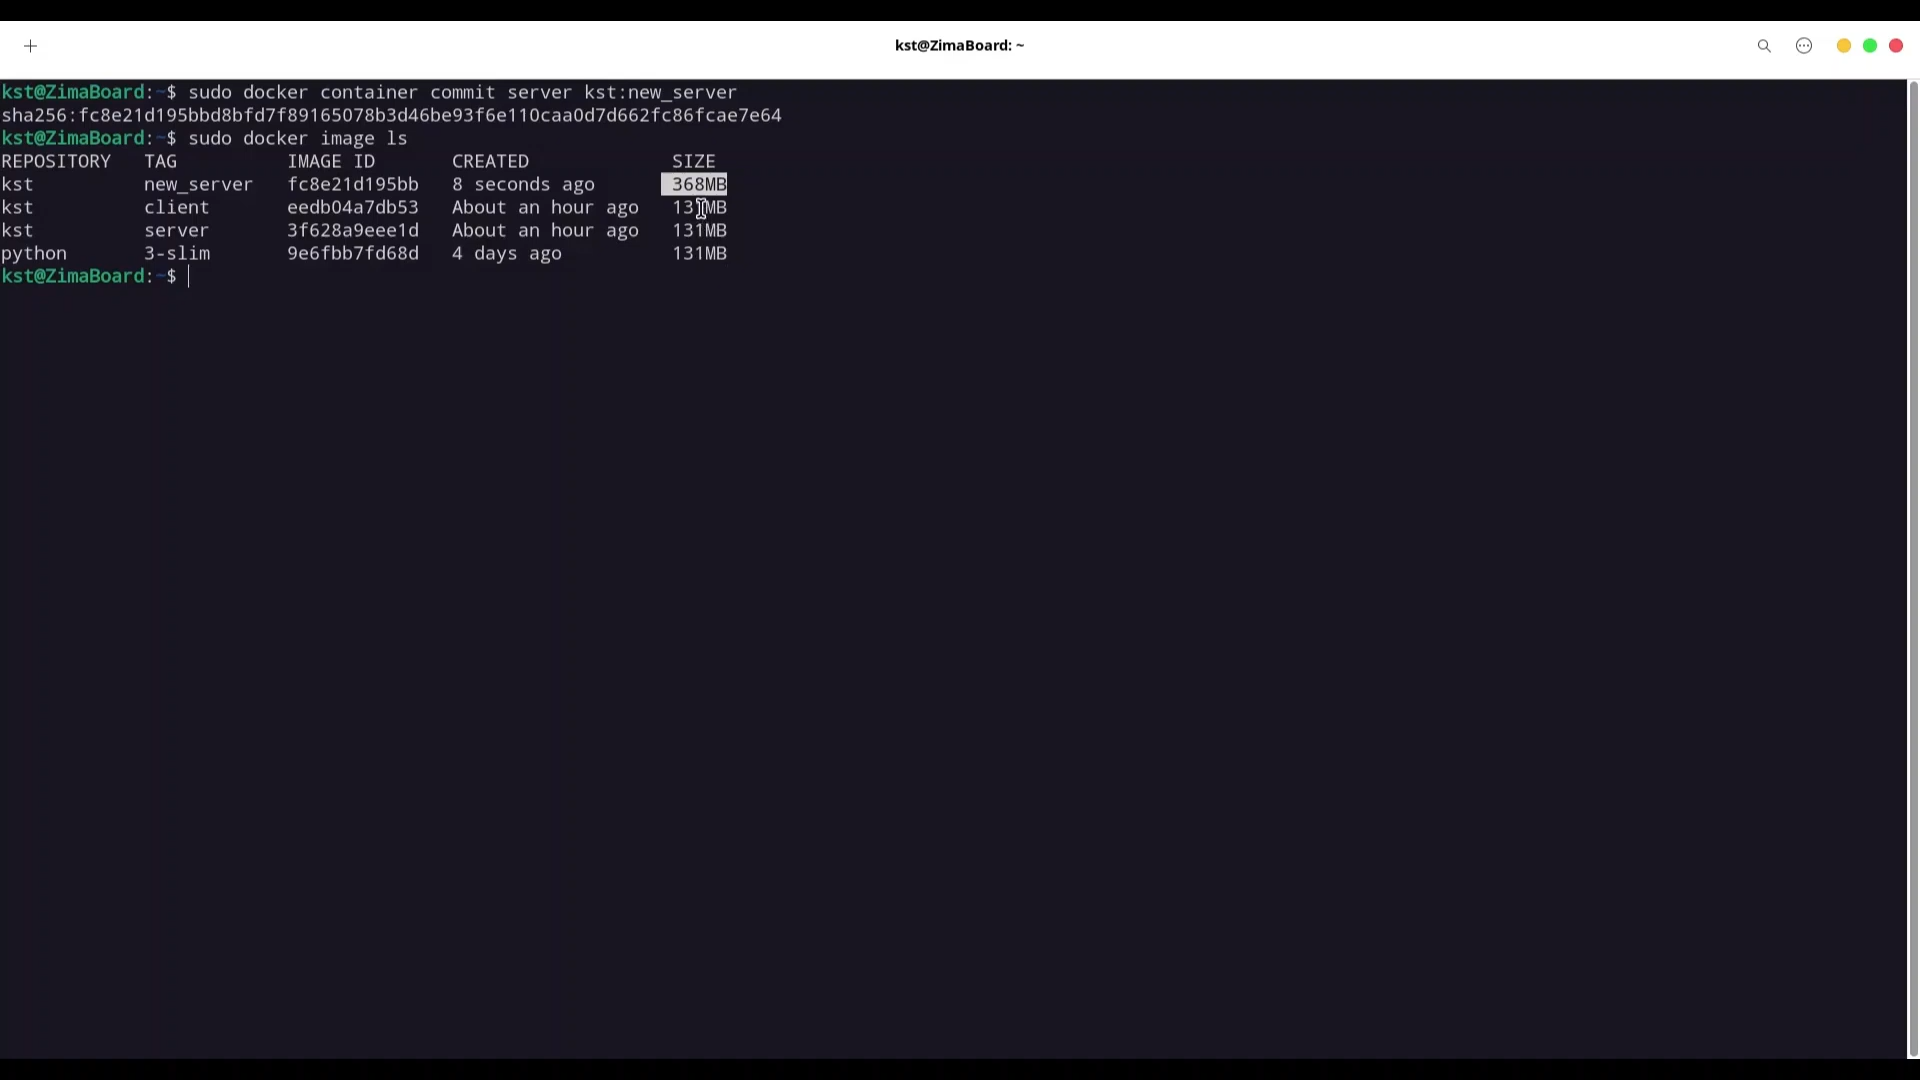 kst@ZimaBoard: ~
kst@ZimaBoard:~$ sudo docker container commit server kst:new_server
sha256:fc8e21d195bbd8bfd7f89165078b3d46be93f6e110caa0d7d662fc86fcae7e64
kst@ZimaBoard:~$ sudo docker image ls
REPOSITORY   TAG          IMAGE ID       CREATED             SIZE
kst          new_server   fc8e21d195bb   8 seconds ago       368MB
kst          client       eedb04a7db53   About an hour ago   131MB
kst          server       3f628a9eee1d   About an hour ago   131MB
python       3-slim       9e6fbb7fd68d   4 days ago          131MB
kst@ZimaBoard:~$